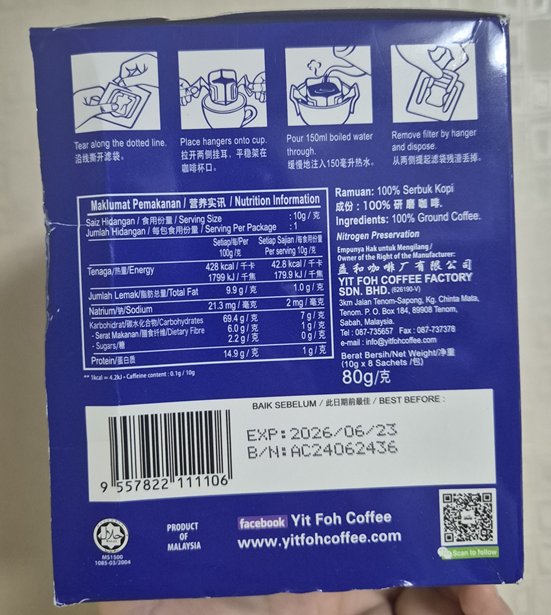 Tear along the dotted line.
沿线撕开滤袋。
Place hangers onto cup.
拉开两侧挂耳，平稳架在
咖啡杯口。
Pour 150ml boiled water
through.
缓慢地注入150毫升热水。
Remove filter by hanger
and dispose.
从两侧提起滤袋残渣丢掉。
Maklumat Pemakanan / 营养实讯 / Nutrition Information
Saiz Hidangan / 食用份量 / Serving Size : 10g / 克
Jumlah Hidangan / 每包食用份量 / Serving Per Package : 1
Setiap/每/Per
100g /克
Setiap Sajian /每食用份量
Per serving 10g /克
Tenaga/热量/Energy 428 kcal / 千卡 42.8 kcal / 千卡
1799 kJ / 千焦 179.9 kJ / 千焦
Jumlah Lemak/脂肪总量/Total Fat 9.9 g / 克 1.0 g / 克
Natrium/钠/Sodium 21.3 mg / 毫克 2 mg / 毫克
Karbohidrat/碳水化合物/Carbohydrates 69.4 g / 克 7 g / 克
- Serat Makanan/膳食纤维/Dietary Fibre 6.0 g / 克 1 g / 克
- Sugars/糖 2.2 g / 克 0 g / 克
Protein/蛋白质 14.9 g / 克 1 g / 克
** 1kcal = 4.2kJ • Caffeine content : 0.1g / 10g
Ramuan: 100% Serbuk Kopi
成份 : 100% 研 磨 咖 啡.
Ingredients: 100% Ground Coffee.
Nitrogen Preservation
Empunya Hak untuk Mengilang /
Owner of the Right of the Manufacturer:
益 和 咖 啡 厂 有 限 公 司
YIT FOH COFFEE FACTORY
SDN. BHD. (626190-V)
3km Jalan Tenom-Sapong, Kg. Chinta Mata,
Tenom. P. O. Box 184, 89908 Tenom,
Sabah, Malaysia.
Tel : 087-735657 Fax : 087-737378
e-mail : info@yitfohcoffee.com
Berat Bersih/Net Weight/净重
(10g x 8 Sachets /包)
80g/克
BAIK SEBELUM / 此日期前最佳 / BEST BEFORE :
EXP:2026/06/23
B/N:AC24062436
9 557822 111106
MS1500
1085-03/2004
PRODUCT
OF
MALAYSIA
facebook Yit Foh Coffee
www.yitfohcoffee.com
Scan to follow